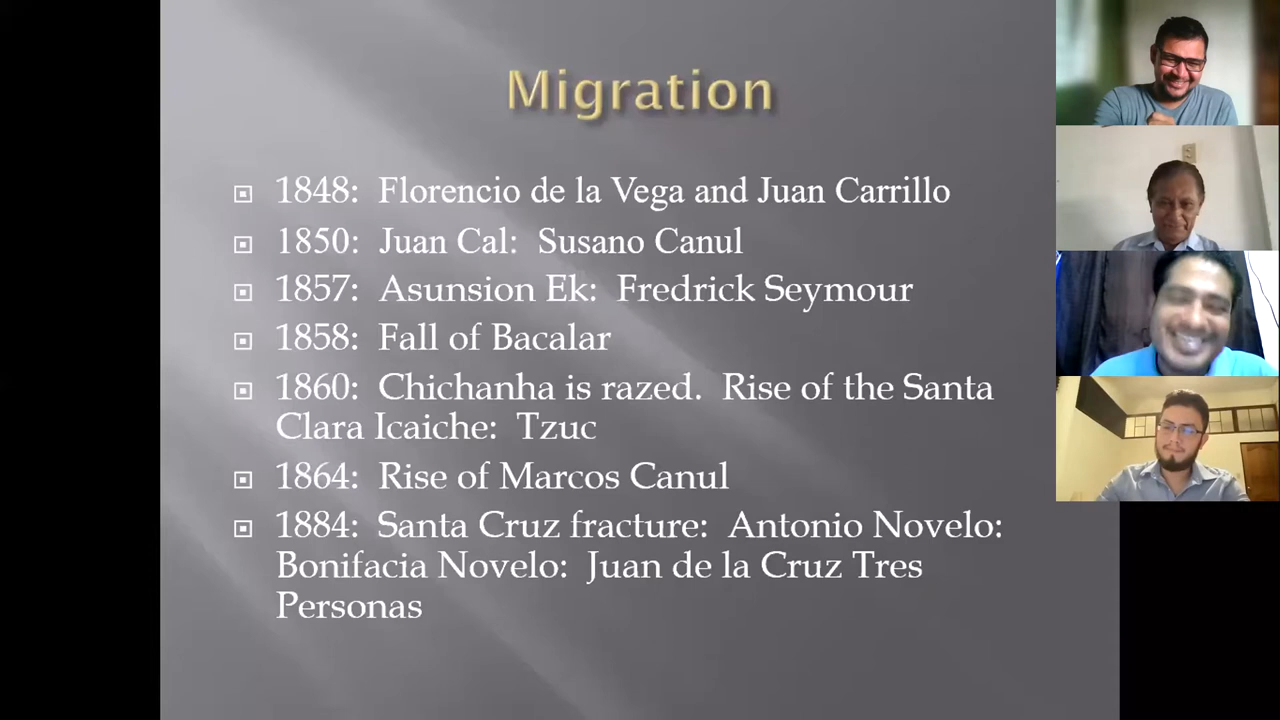 Migration
1848: Florencio de la Vega and Juan Carrillo
1850: Juan Cal: Susano Canul
1857: Asunsion Ek: Fredrick Seymour
1858: Fall of Bacalar
1860: Chichanha is razed. Rise of the Santa
Clara Icaiche: Tzuc
1864: Rise of Marcos Canul
1884: Santa Cruz fracture: Antonio Novelo:
Bonifacia Novelo: Juan de la Cruz Tres
Personas